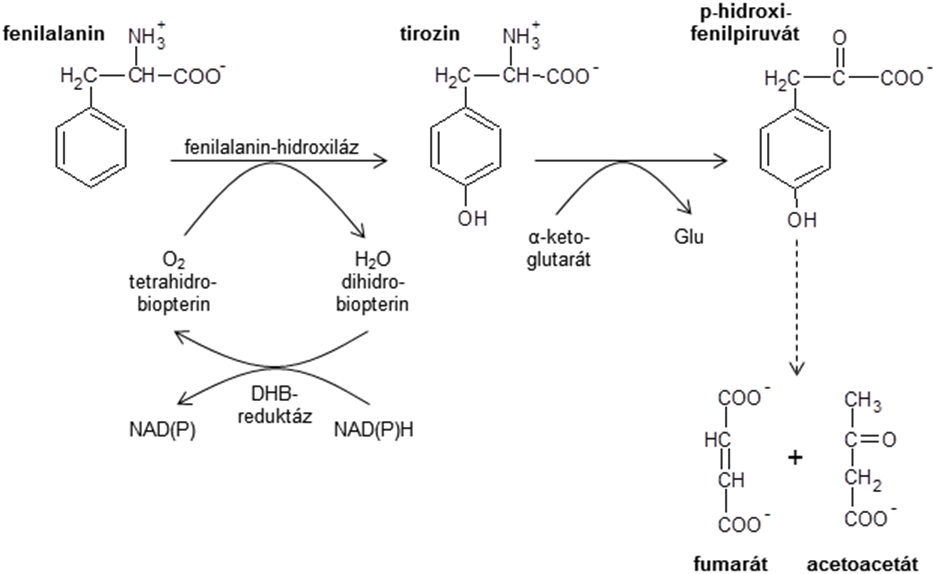 fenilalanin
NH₃⁺
H₂C CH COO⁻
tirozin
NH₃⁺
H₂C CH COO⁻
OH
p-hidroxi-
fenilpiruvát
O
H₂C C COO⁻
OH
fenilalanin-hidroxiláz
O₂
tetrahidro-
biopterin
H₂O
dihidro-
biopterin
α-keto-
glutarát
Glu
DHB-
reduktáz
NAD(P)
NAD(P)H
COO⁻
HC
CH
COO⁻
fumarát
+
CH₃
C=O
CH₂
COO⁻
acetoacetát